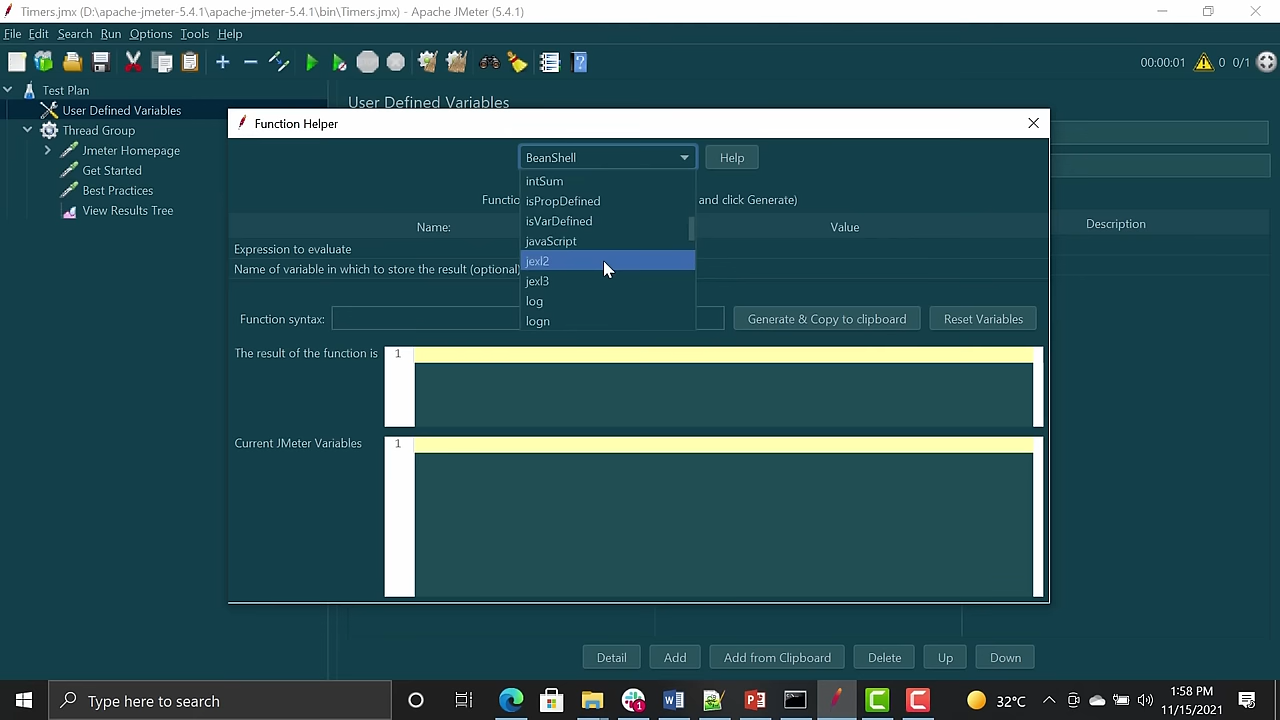 Timers.jmx (D:\apache-jmeter-5.4.1\apache-jmeter-5.4.1\bin\Timers.jmx) - Apache JMeter (5.4.1)
File Edit Search Run Options Tools Help
00:00:01 0 0/1
Test Plan
User Defined Variables
Thread Group
Jmeter Homepage
Get Started
Best Practices
View Results Tree
User Defined Variables
Description
Function Helper
BeanShell
Help
intSum
isPropDefined
isVarDefined
javaScript
jexl2
jexl3
log
logn
Functio and click Generate)
Name: Value
Expression to evaluate
Name of variable in which to store the result (optional)
Function syntax: Generate & Copy to clipboard Reset Variables
The result of the function is 1
Current JMeter Variables 1
Detail Add Add from Clipboard Delete Up Down
Type here to search
1
32°C
1:58 PM
11/15/2021